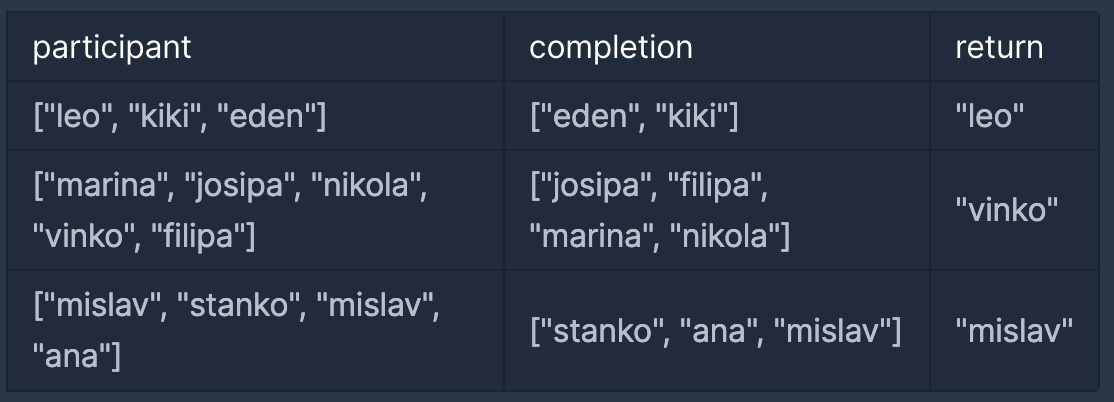 participant completion return
["leo", "kiki", "eden"] ["eden", "kiki"] "leo"
["marina", "josipa", "nikola",
"vinko", "filipa"]
["josipa", "filipa",
"marina", "nikola"]
"vinko"
["mislav", "stanko", "mislav",
"ana"]
["stanko", "ana", "mislav"]
"mislav"